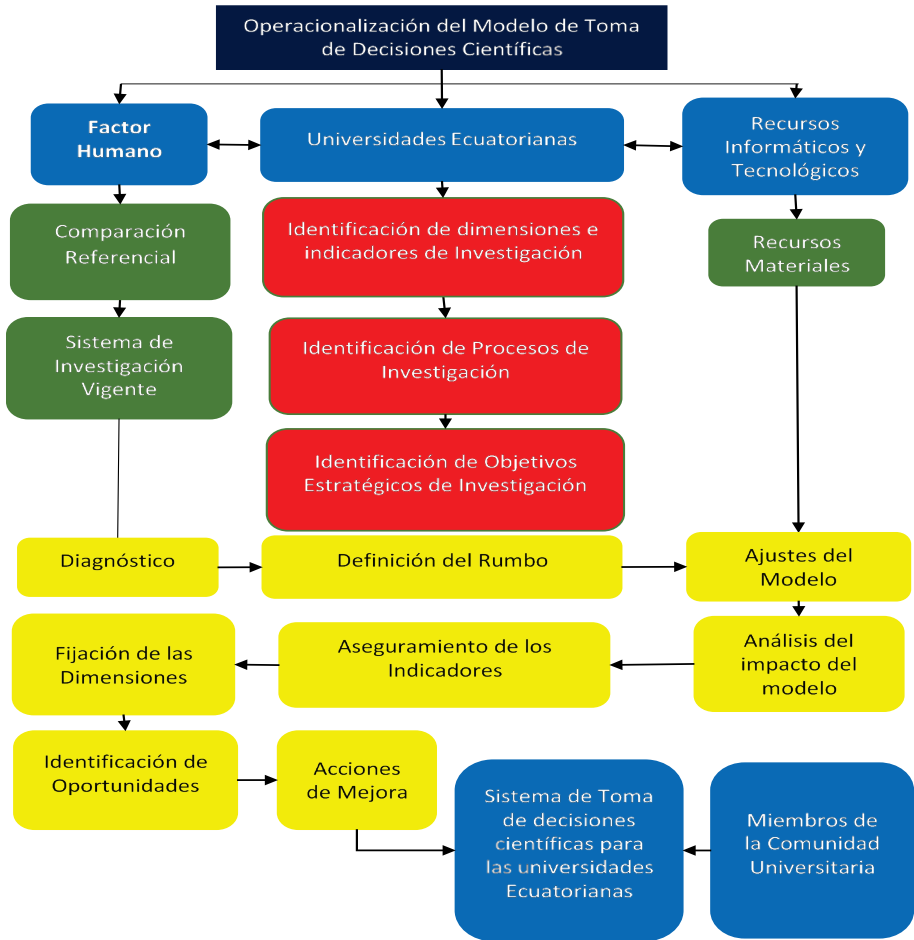 Operacionalización del Modelo de Toma
de Decisiones Científicas
Factor
Humano
Universidades Ecuatorianas
Recursos
Informáticos y
Tecnológicos
Comparación
Referencial
Identificación de dimensiones e
indicadores de Investigación
Recursos
Materiales
Sistema de
Investigación
Vigente
Identificación de Procesos de
Investigación
Identificación de Objetivos
Estratégicos de Investigación
Diagnóstico
Definición del Rumbo
Ajustes del
Modelo
Fijación de las
Dimensiones
Aseguramiento de los
Indicadores
Análisis del
impacto del
modelo
Identificación de
Oportunidades
Acciones
de Mejora
Sistema de Toma
de decisiones
científicas para
las universidades
Ecuatorianas
Miembros de
la Comunidad
Universitaria